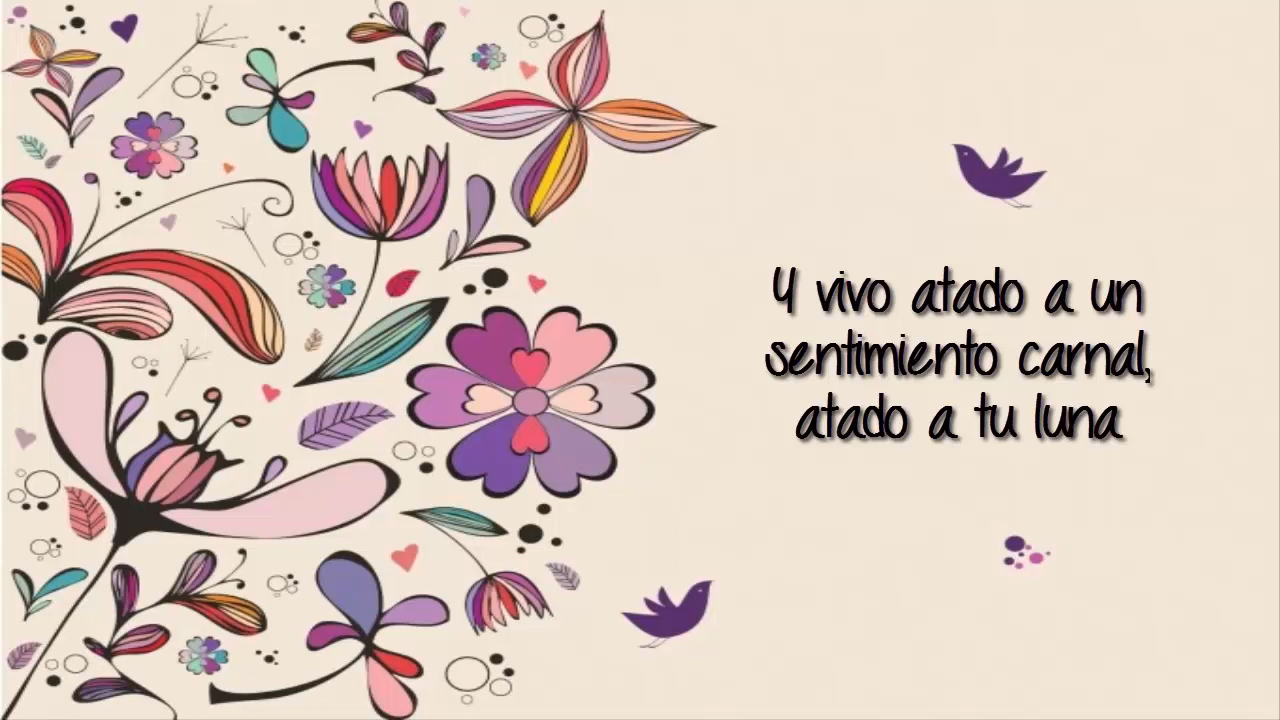 Y vivo atado a un
sentimiento carnal,
atado a tu luna